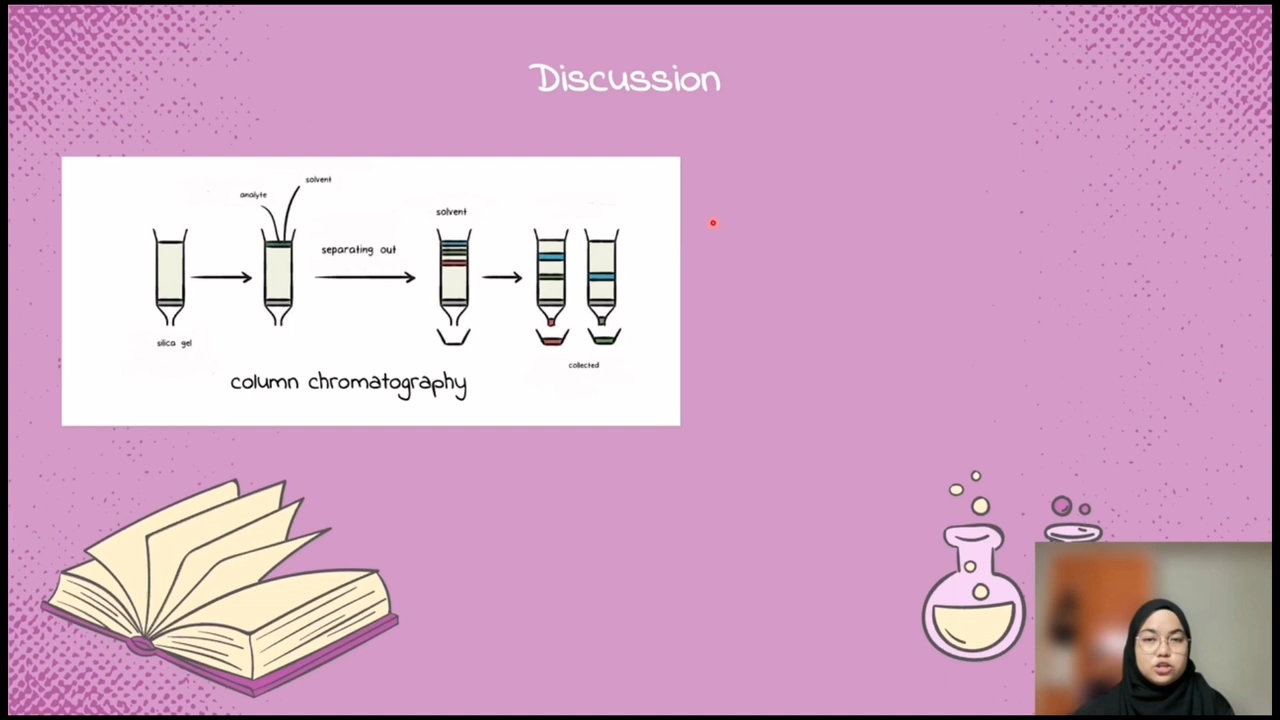 Discussion
solvent
analyte
solvent
separating out
silica gel
collected
column chromatography